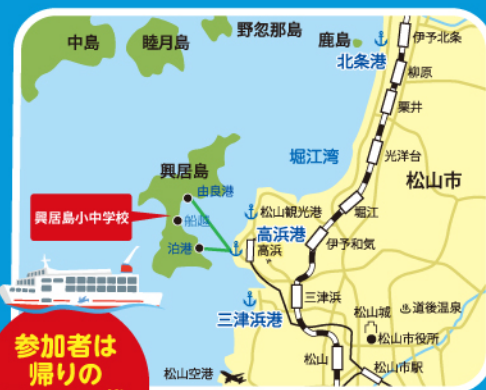 中島
睦月島
野忽那島
鹿島
北条港
伊予北条
柳原
粟井
光洋台
堀江湾
松山市
興居島
由良港
興居島小中学校
船越
泊港
松山観光港
高浜港
高浜
堀江
伊予和気
三津浜
三津浜港
松山城
道後温泉
松山市役所
松山
松山市駅
松山空港
参加者は
帰りの